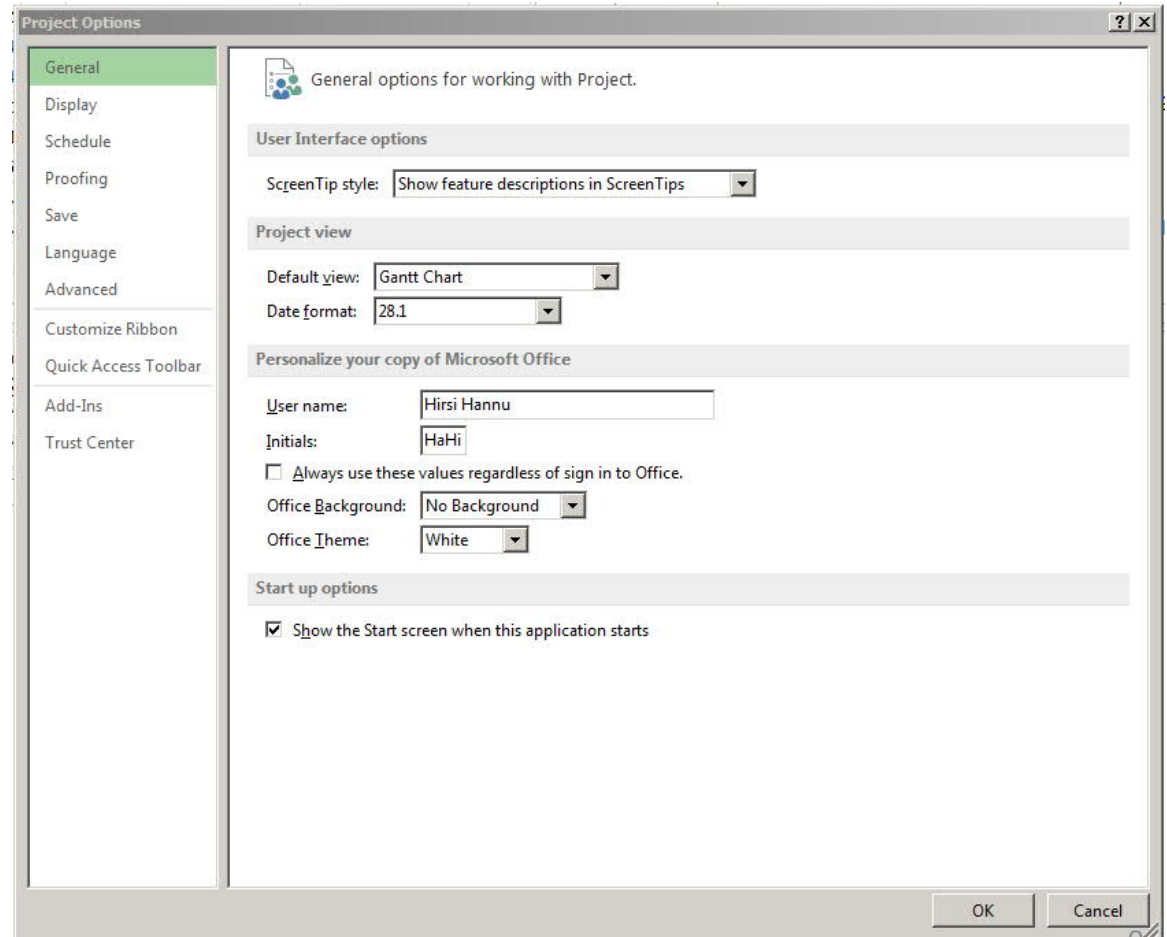 Project Options
General
Display
Schedule
Proofing
Save
Language
Advanced
Customize Ribbon
Quick Access Toolbar
Add-Ins
Trust Center
General options for working with Project.
User Interface options
ScreenTip style: Show feature descriptions in ScreenTips
Project view
Default view: Gantt Chart
Date format: 28.1
Personalize your copy of Microsoft Office
User name: Hirsi Hannu
Initials: HaHi
Always use these values regardless of sign in to Office.
Office Background: No Background
Office Theme: White
Start up options
Show the Start screen when this application starts
OK Cancel